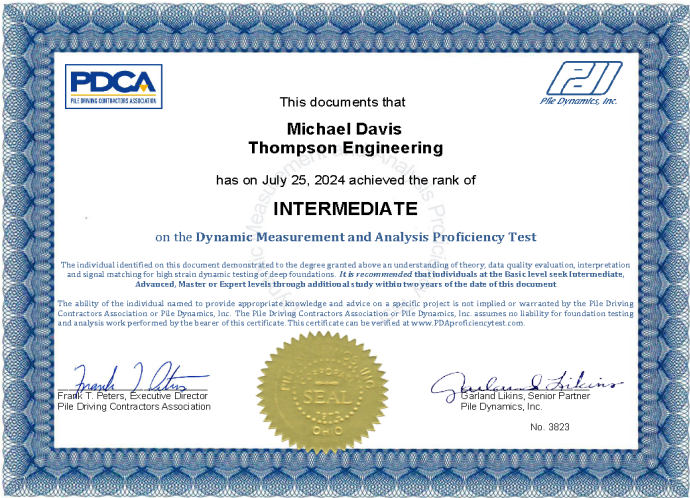 PDCA
PILE DRIVING CONTRACTORS ASSOCIATION
PDI
Pile Dynamics, Inc.
This documents that
Michael Davis
Thompson Engineering
has on July 25, 2024 achieved the rank of
INTERMEDIATE
on the Dynamic Measurement and Analysis Proficiency Test
The individual identified on this document demonstrated to the degree granted above an understanding of theory, data quality evaluation, interpretation
and signal matching for high strain dynamic testing of deep foundations. It is recommended that individuals at the Basic level seek Intermediate,
Advanced, Master or Expert levels through additional study within two years of the date of this document
The ability of the individual named to provide appropriate knowledge and advice on a specific project is not implied or warranted by the Pile Driving
Contractors Association or Pile Dynamics, Inc. The Pile Driving Contractors Association or Pile Dynamics, Inc. assumes no liability for foundation testing
and analysis work performed by the bearer of this certificate. This certificate can be verified at www.PDAproficiencytest.com.
SEAL
OHIO
Frank T. Peters
Frank T. Peters, Executive Director
Pile Driving Contractors Association
Garland Likins
Garland Likins, Senior Partner
Pile Dynamics, Inc.
No. 3823